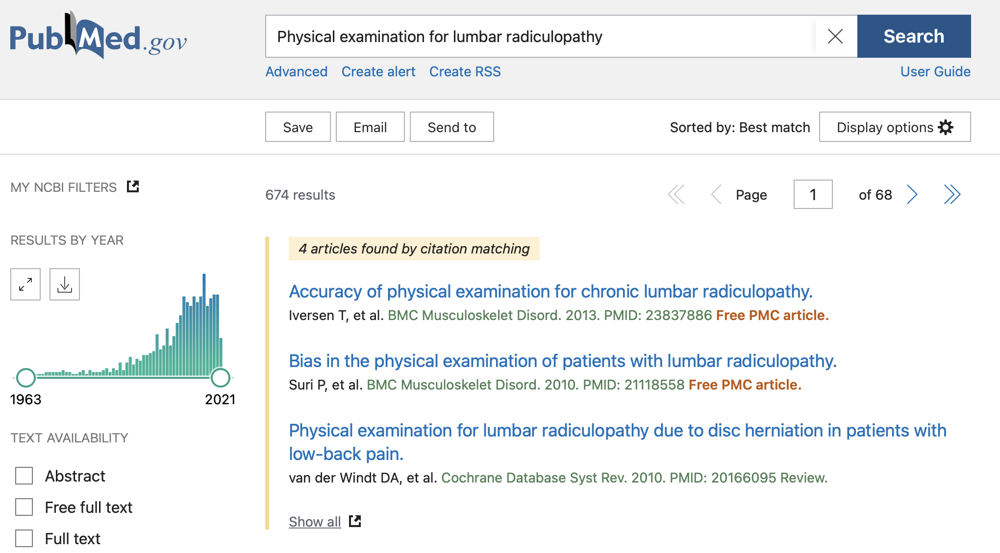 PubMed.gov
Physical examination for lumbar radiculopathy
Search
Advanced Create alert Create RSS
User Guide
Save Email Send to
Sorted by: Best match
Display options
MY NCBI FILTERS
674 results
Page 1 of 68
RESULTS BY YEAR
1963 2021
TEXT AVAILABILITY
Abstract
Free full text
Full text
4 articles found by citation matching
Accuracy of physical examination for chronic lumbar radiculopathy.
Iversen T, et al. BMC Musculoskelet Disord. 2013. PMID: 23837886 Free PMC article.
Bias in the physical examination of patients with lumbar radiculopathy.
Suri P, et al. BMC Musculoskelet Disord. 2010. PMID: 21118558 Free PMC article.
Physical examination for lumbar radiculopathy due to disc herniation in patients with
low-back pain.
van der Windt DA, et al. Cochrane Database Syst Rev. 2010. PMID: 20166095 Review.
Show all